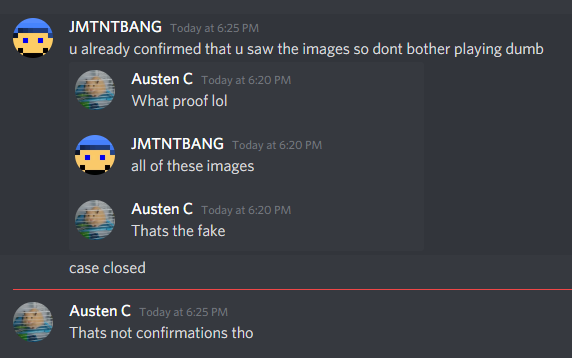 JMTNTBANG Today at 6:25 PM
u already confirmed that u saw the images so dont bother playing dumb
Austen C Today at 6:20 PM
What proof lol
JMTNTBANG Today at 6:20 PM
all of these images
Austen C Today at 6:20 PM
Thats the fake
case closed
Austen C Today at 6:25 PM
Thats not confirmations tho